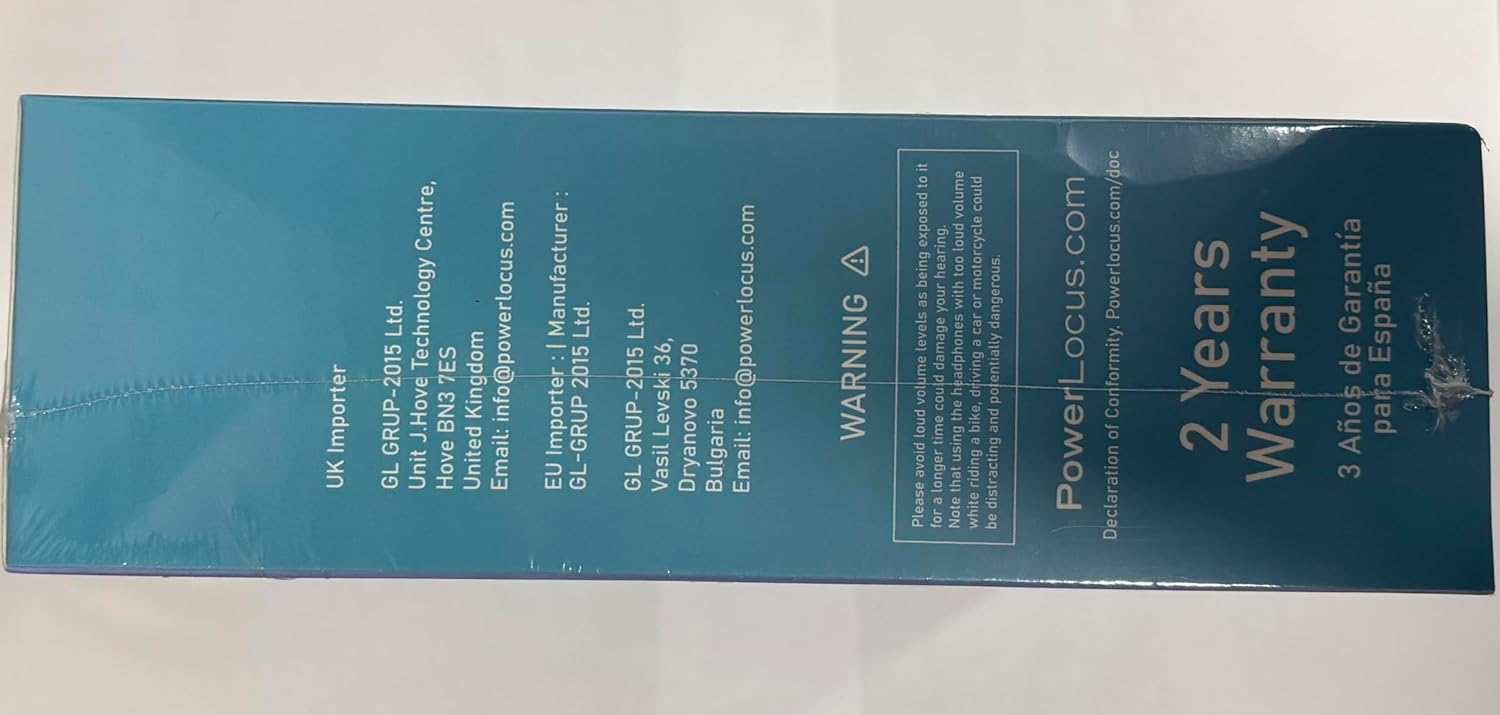 UK Importer
GL GRUP-2015 Ltd.
Unit J.Hove Technology Centre,
Hove BN3 7ES
United Kingdom
Email: info@powerlocus.com
EU Importer : | Manufacturer :
GL-GRUP 2015 Ltd.
GL GRUP-2015 Ltd.
Vasil Levski 36,
Dryanovo 5370
Bulgaria
Email: info@powerlocus.com
WARNING
Please avoid loud volume levels as being exposed to it
for a longer time could damage your hearing.
Note that using the headphones with too loud volume
white riding a bike, driving a car or motorcycle could
be distracting and potentially dangerous.
PowerLocus.com
Declaration of Conformity. Powerlocus.com/doc
2 Years
Warranty
3 Años de Garantía
para España